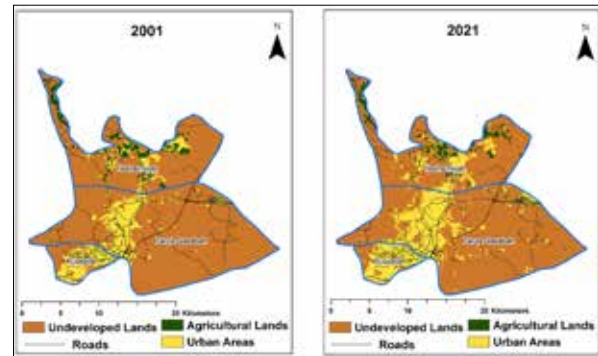 2001
N
0 5 10 20 Kilometers
Undeveloped Lands
Agricultural Lands
Roads
Urban Areas
2021
N
0 5 10 20 Kilometers
Undeveloped Lands
Agricultural Lands
Roads
Urban Areas